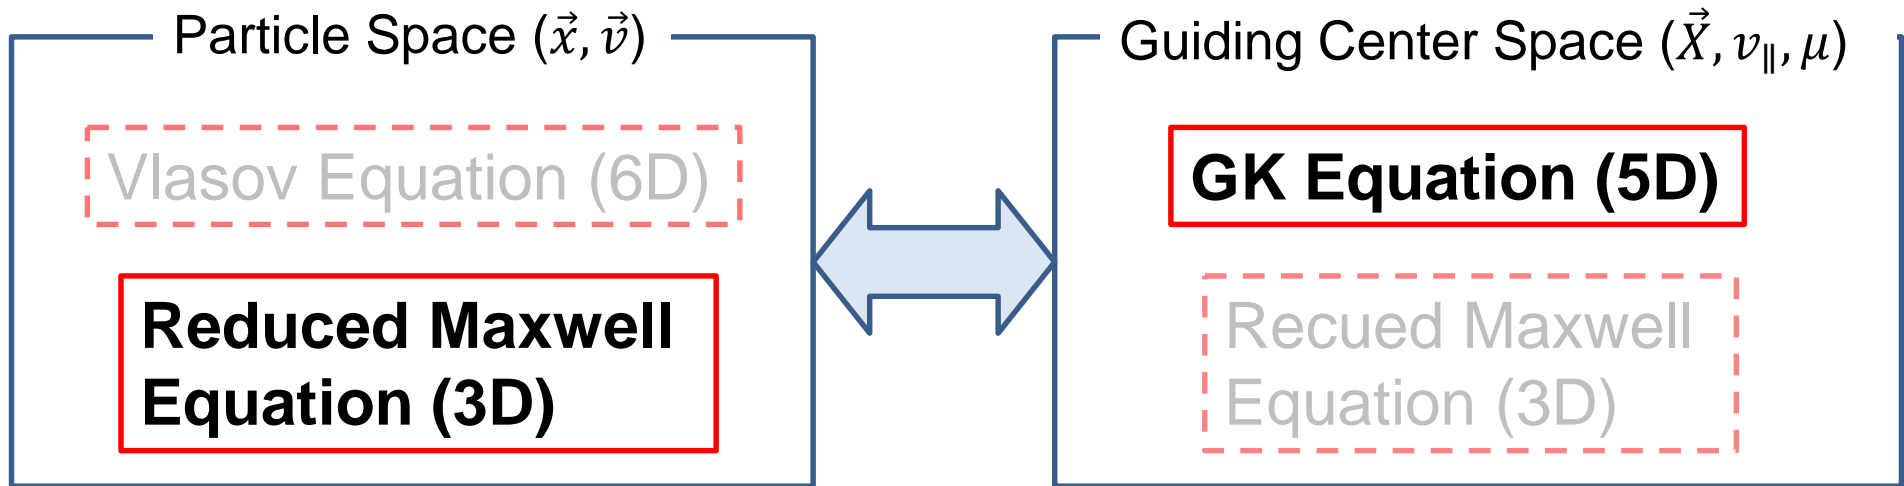 Particle Space (x⃗, v⃗)
Vlasov Equation (6D)
Reduced Maxwell
Equation (3D)
Guiding Center Space (X⃗, v∥, μ)
GK Equation (5D)
Recued Maxwell
Equation (3D)